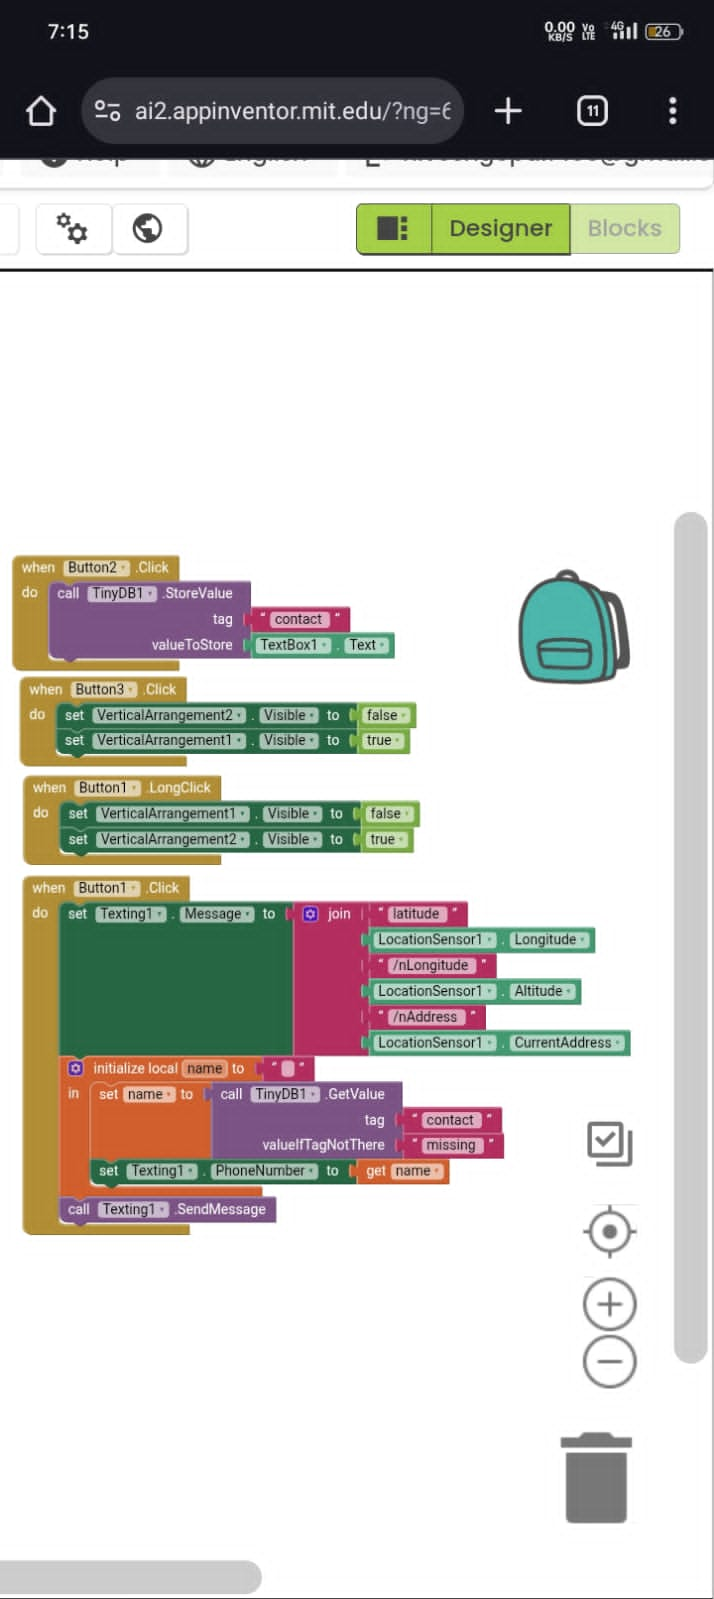 7:15 0.00 KB/S Vo LTE 4G 26
ai2.appinventor.mit.edu/?ng=6 11
Help English
Designer Blocks
when Button2 .Click
do call TinyDB1 .StoreValue
tag " contact "
valueToStore TextBox1 . Text
when Button3 .Click
do set VerticalArrangement2 . Visible to false
set VerticalArrangement1 . Visible to true
when Button1 .LongClick
do set VerticalArrangement1 . Visible to false
set VerticalArrangement2 . Visible to true
when Button1 .Click
do set Texting1 . Message to join " latitude "
LocationSensor1 . Longitude
" /nLongitude "
LocationSensor1 . Altitude
" /nAddress "
LocationSensor1 . CurrentAddress
initialize local name to " "
in set name to call TinyDB1 .GetValue
tag " contact "
valueIfTagNotThere " missing "
set Texting1 . PhoneNumber to get name
call Texting1 .SendMessage